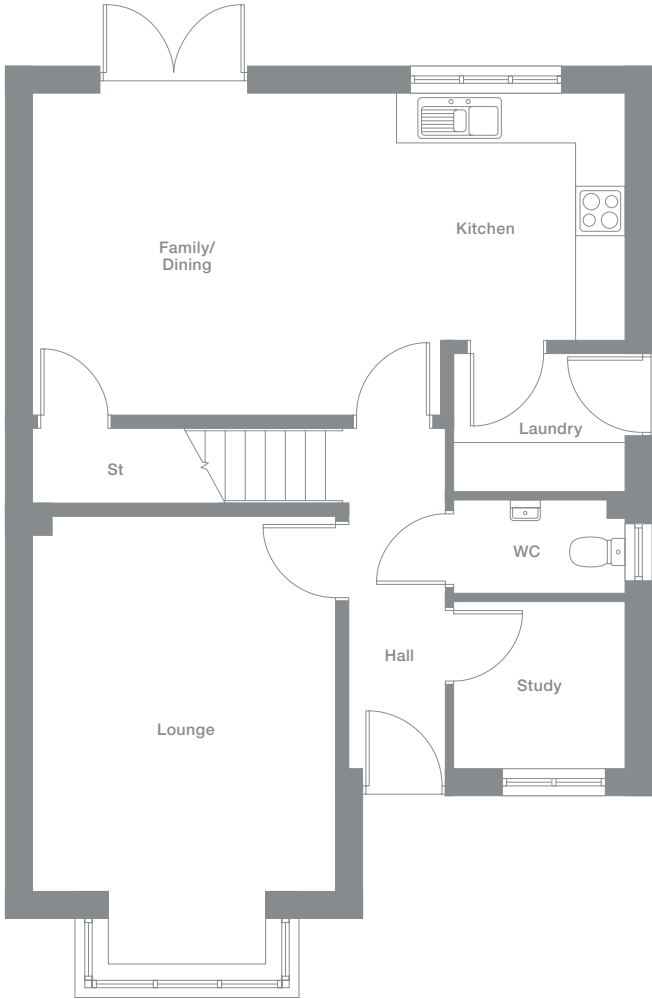 Family/
Dining
Kitchen
Laundry
St
WC
Hall
Study
Lounge